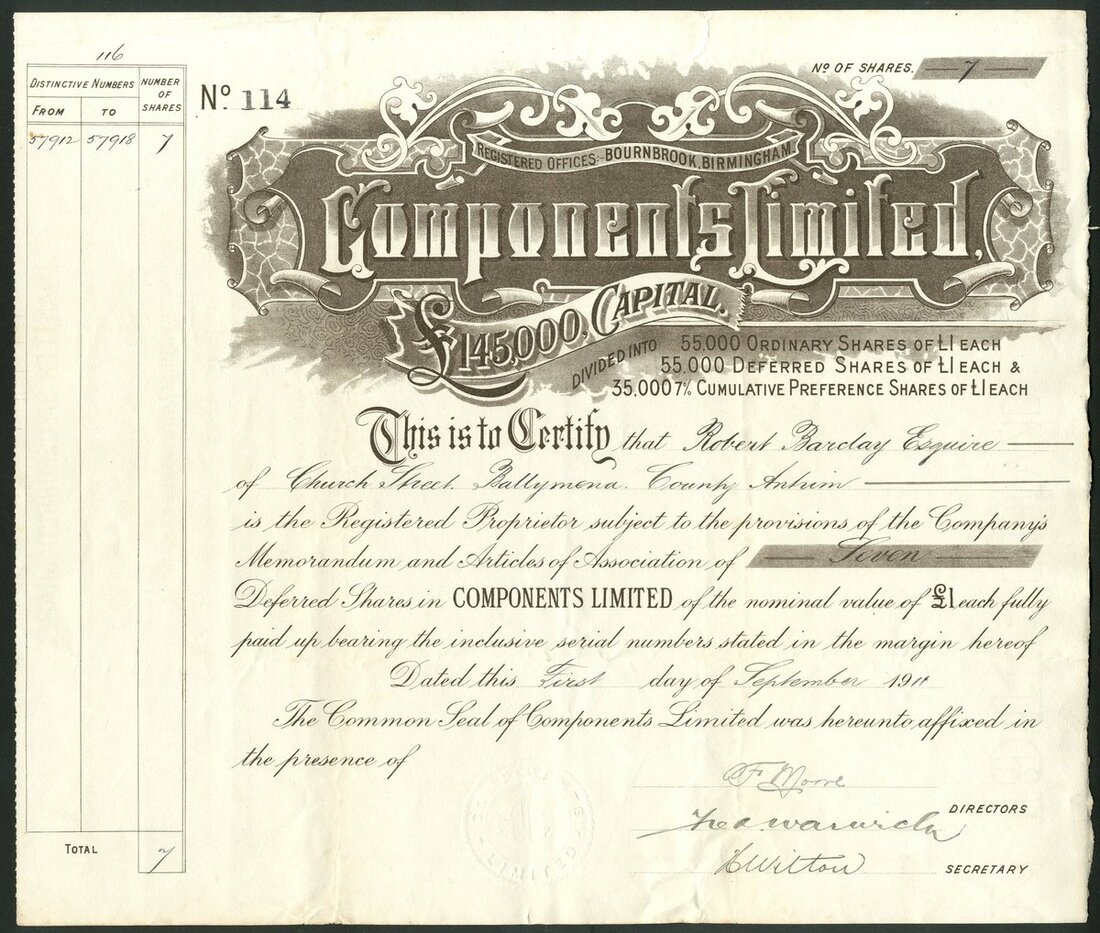 116
DISTINCTIVE NUMBERS NUMBER OF SHARES
FROM TO
57912 57918 7
TOTAL 7
No 114
No OF SHARES. 7
REGISTERED OFFICES:-BOURNBROOK, BIRMINGHAM.
Components Limited,
£145,000, CAPITAL.
DIVIDED INTO 55,000 ORDINARY SHARES OF £1 EACH
55,000 DEFERRED SHARES OF £1 EACH &
35,000 7% CUMULATIVE PREFERENCE SHARES OF £1 EACH
This is to Certify that Robert Barclay Esquire
of Church Street. Ballymena. County Antrim
is the Registered Proprietor subject to the provisions of the Company's
Memorandum and Articles of Association of Seven
Deferred Shares in COMPONENTS LIMITED of the nominal value of £1 each fully
paid up bearing the inclusive serial numbers stated in the margin hereof
Dated this First day of September 1911
The Common Seal of Components Limited was hereunto affixed in
the presence of
F Moore
DIRECTORS
warwick
Wilton SECRETARY
LIMITED